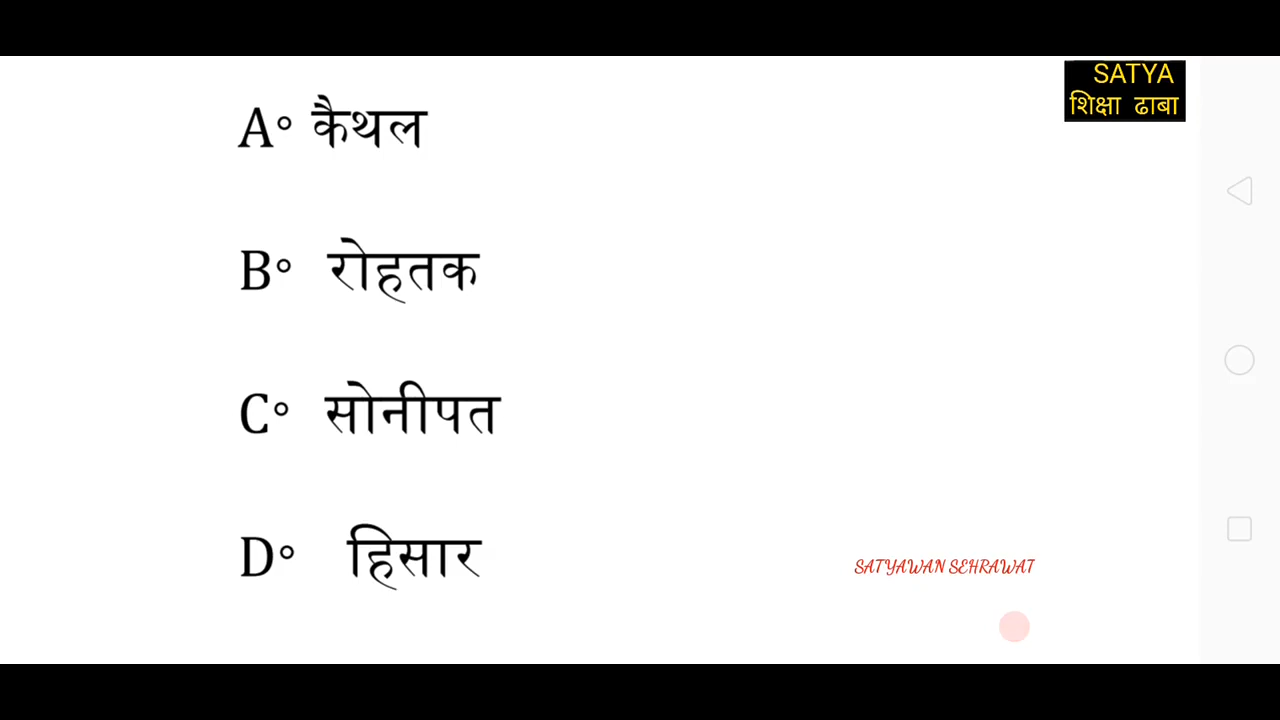 SATYA
शिक्षा ढाबा
A॰ कैथल
B॰ रोहतक
C॰ सोनीपत
D॰ हिसार
SATYAWAN SEHRAWAT